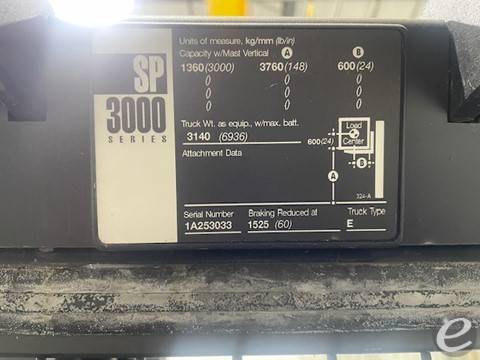 SP
3000
SERIES
Units of measure, kg/mm (lb/in)
Capacity w/Mast Vertical A B
1360(3000) 3760(148) 600(24)
0 0 0
0 0 0
0 0 0
Truck Wt. as equip., w/max. batt.
3140 (6936)
Attachment Data
600(24)
Load
Center
A
B
324-A
Serial Number Braking Reduced at Truck Type
1A253033 1525 (60) E
e